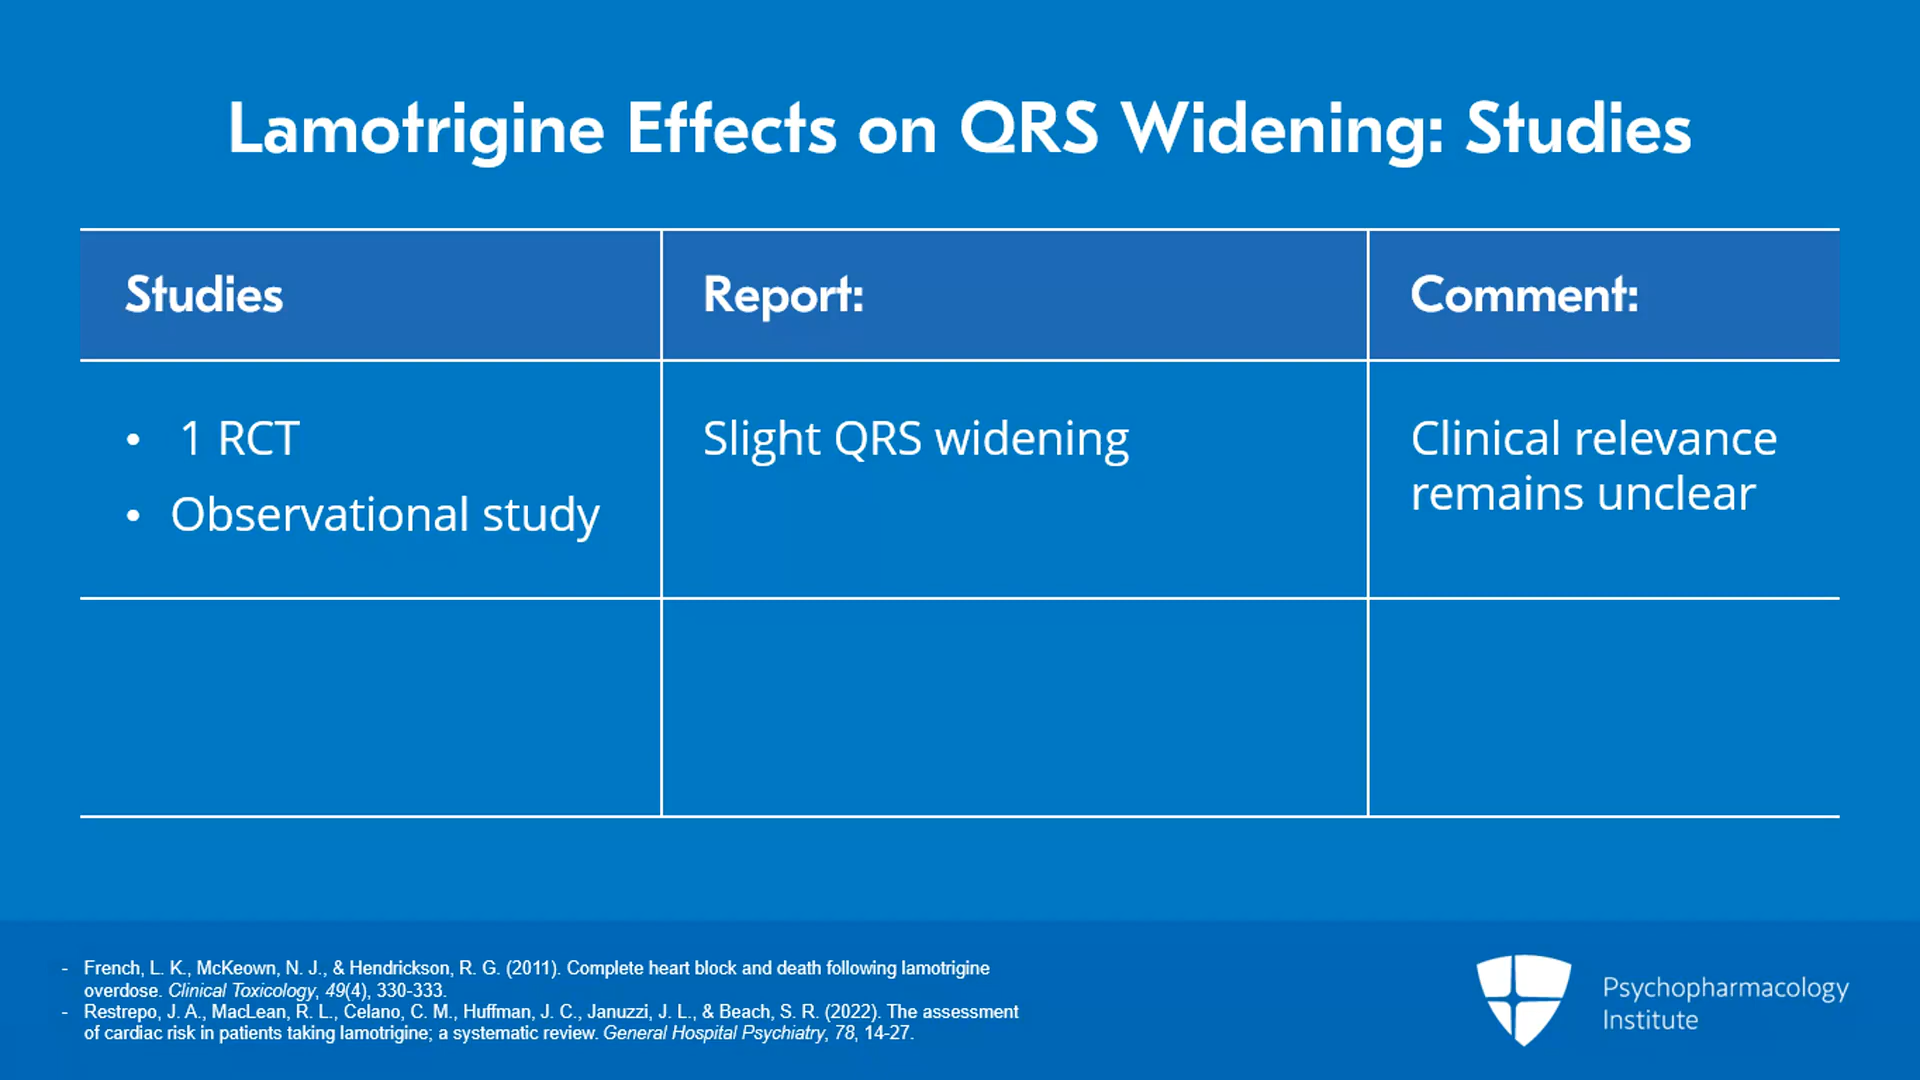 Lamotrigine Effects on QRS Widening: Studies
Studies
Report:
Comment:
• 1 RCT
• Observational study
Slight QRS widening
Clinical relevance
remains unclear
- French, L. K., McKeown, N. J., & Hendrickson, R. G. (2011). Complete heart block and death following lamotrigine
overdose. Clinical Toxicology, 49(4), 330-333.
- Restrepo, J. A., MacLean, R. L., Celano, C. M., Huffman, J. C., Januzzi, J. L., & Beach, S. R. (2022). The assessment
of cardiac risk in patients taking lamotrigine; a systematic review. General Hospital Psychiatry, 78, 14-27.
Psychopharmacology
Institute